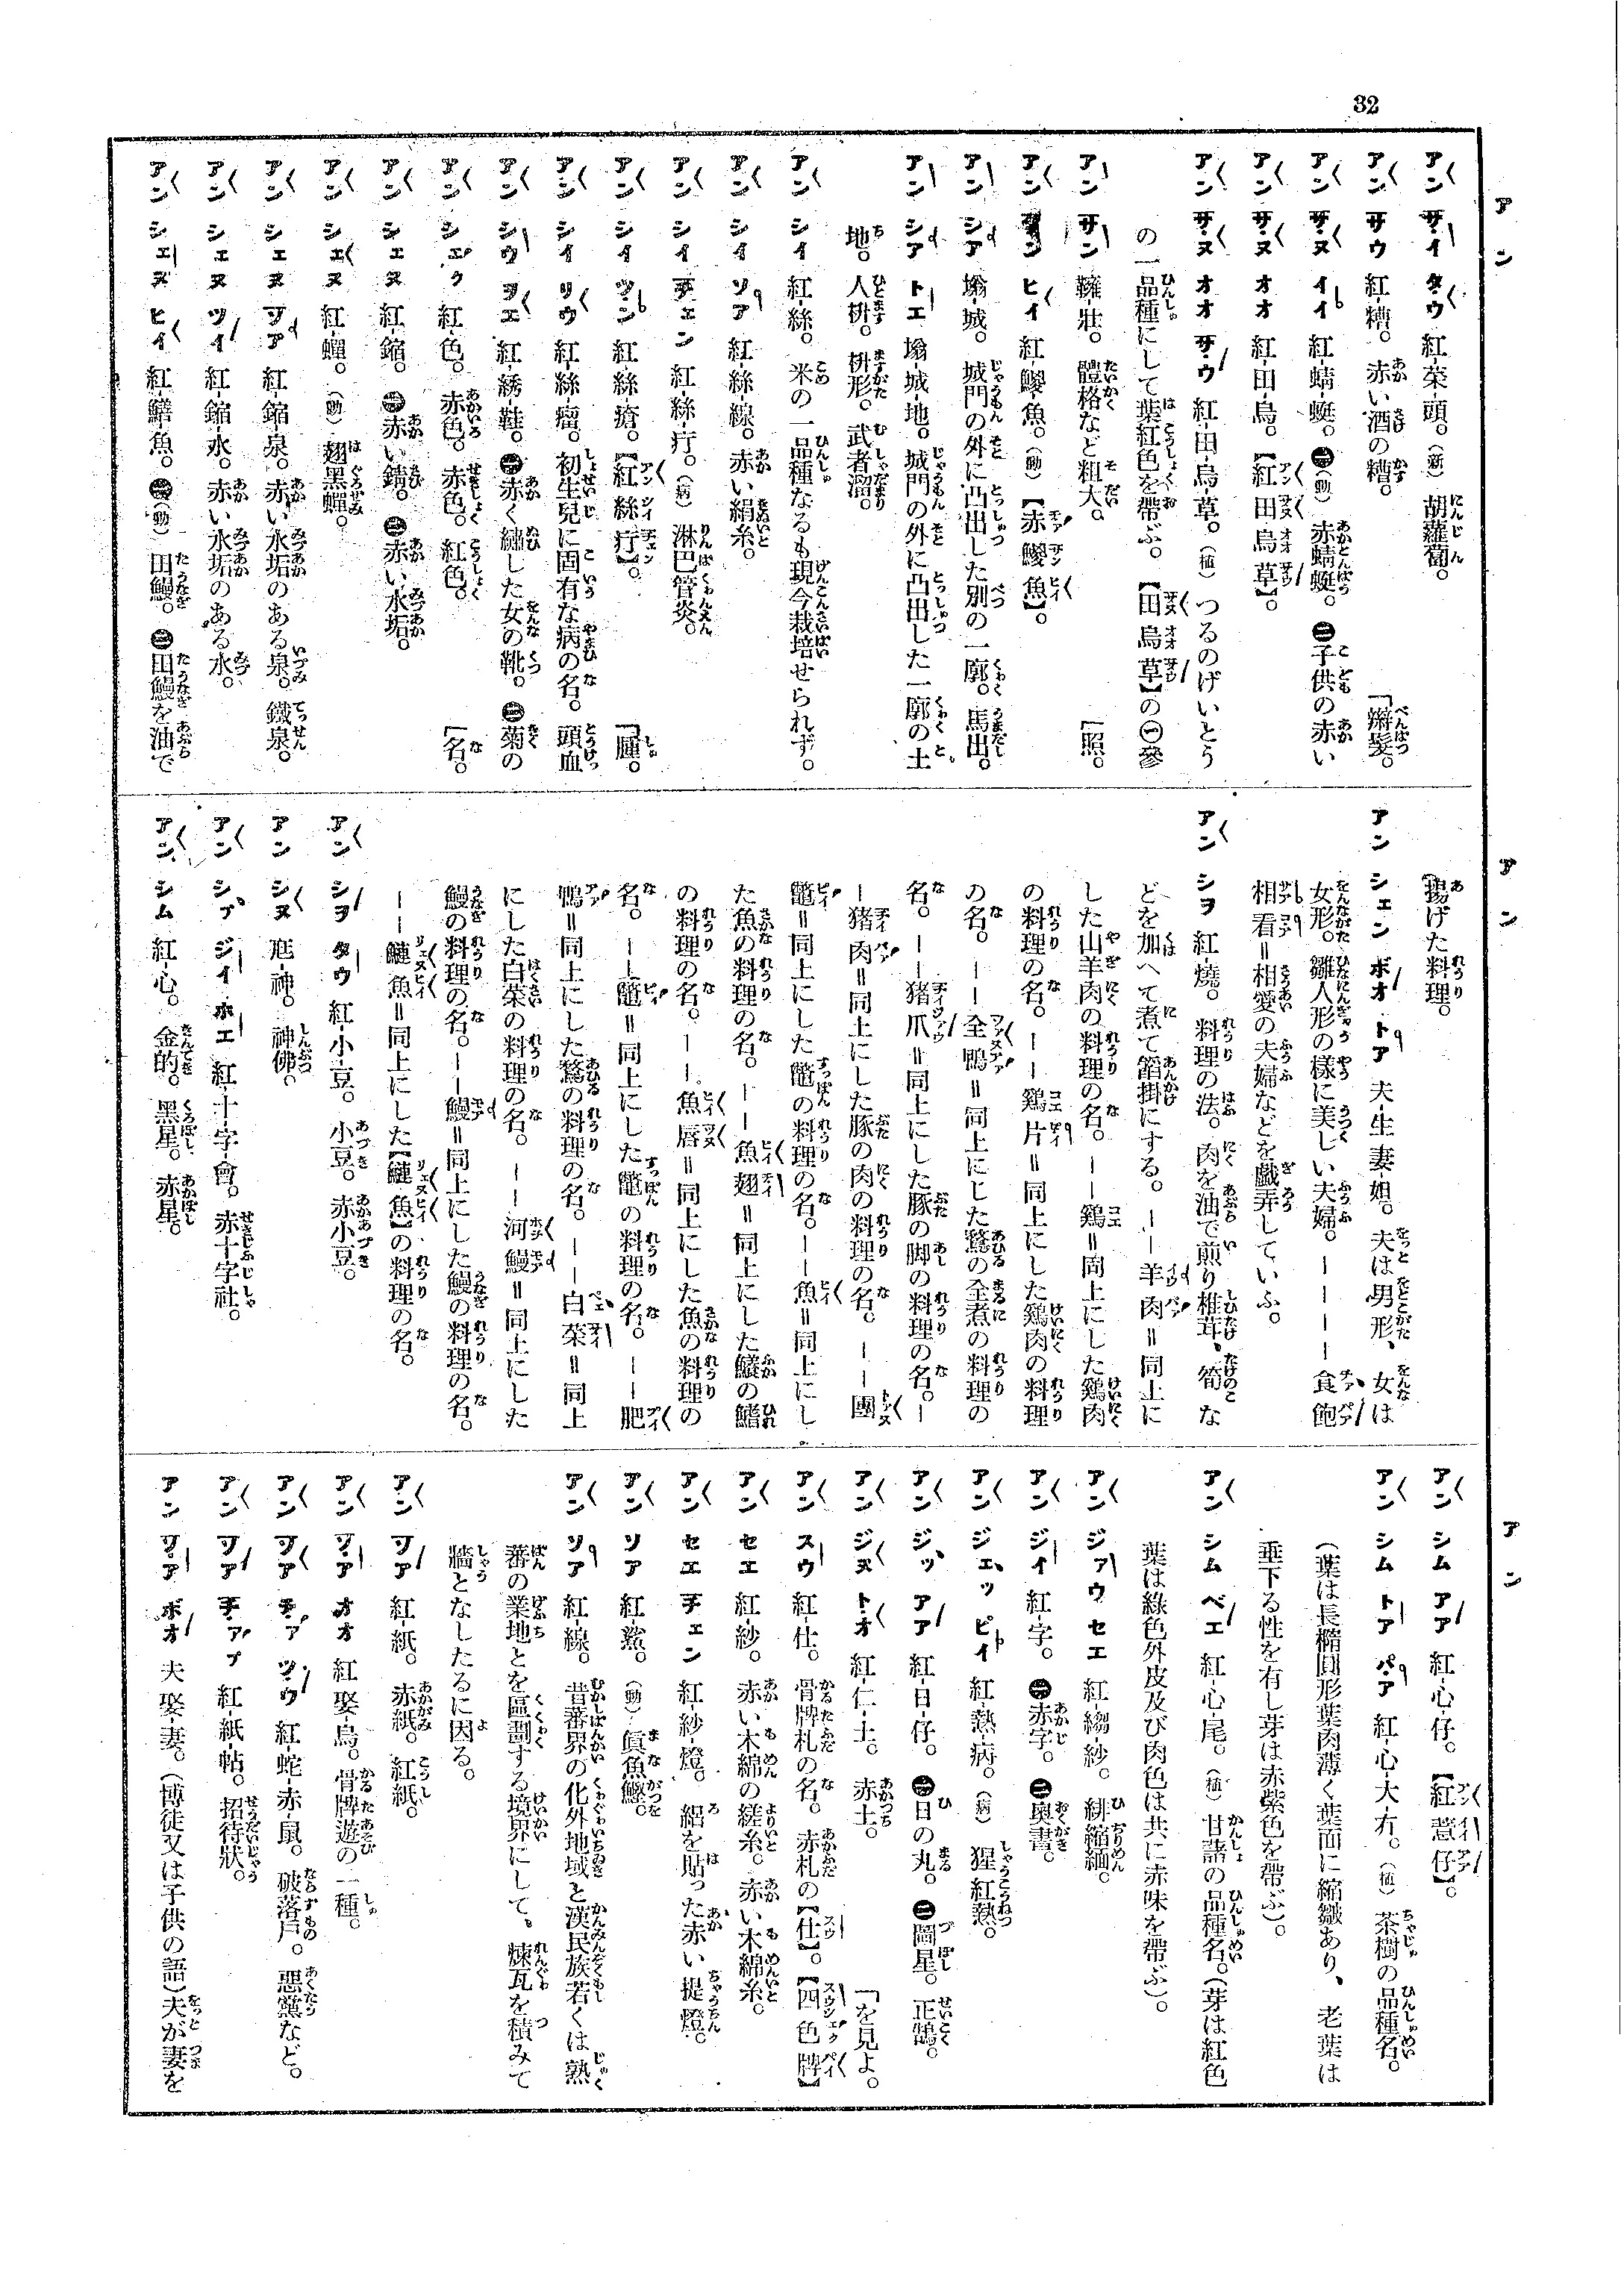 32
アン
アン サイ タウ 紅-菜-頭。(動) 胡蘿蔔。
アン サウ 紅-糟。赤い酒の糟。「辮髮。
アン サヌ イイ 紅-蜻-蜓。㊀(動) 赤蜻蜓。㊁子供の赤い
アン サヌ オオ 紅-田-烏。【紅田烏草】。
アン サヌ オオ サウ 紅-田-烏-草。(植) つるのげいとう
の一品種にして葉紅色を帶ぶ。【田烏草】の㊀參
アン サン 䪜-壯。體格など粗大。「照。
アン サン ヒイ 紅-鯼-魚。(動)【赤鯼魚】。
アン シア 塕-城。城門の外に凸出した別の一廓。馬出。
アン シア トエ 塕-城-地。城門の外に凸出した一廓の土
地。人枡。枡形。武者溜。
アン シイ 紅-絲。米の一品種なるも現今栽培せられず。
アン シイ ソア 紅-絲-線。赤い絹糸。
アン シイ チェン 紅-絲-疔。(病) 淋巴管炎。
アン シイ ツン 紅-絲-瘡。【紅絲疔】。「腫。
アン シイ リウ 紅-絲-瘤。初生兒に固有な病の名。頭血
アン シウ ヲエ 紅-綉-鞋。㊀赤く繡した女の靴。㊁菊の
アン シェク 紅-色。赤色。赤色。紅色。「名。
アン シエヌ 紅-鏥。㊀赤い錆。㊁赤い水垢。
アン シエヌ 紅-蟬。(動) 翅黑蟬。
アン シエヌ ツア 紅-鏥-泉。赤い水垢のある泉。鐵泉。
アン シエヌ ツイ 紅-鏥-水。赤い水垢のある水。
アン シエヌ ヒイ 紅-鱔-魚。㊀(動) 田鰻。㊁田鰻を油で
アン
揚げた料理。
アン シェン ボオ トア 夫-生-妻-妲。夫は男形、女は
女形。雛人形の樣に美しい夫婦。――――食飽
相看=相愛の夫婦などを戲弄していふ。
アン シヲ 紅-燒。料理の法。肉を油で煎り椎茸、筍な
どを加へて煮て餡掛にする。――羊肉=同上に
した山羊肉の料理の名。――鷄=同上にした鷄肉
の料理の名。――鷄片=同上にした鷄肉の料理
の名。――全鴨=同上にした鶩の全煮の料理の
名。――猪爪=同上にした豚の脚の料理の名。―
―猪肉=同上にした豚の肉の料理の名。――團
鼈=同上にした鼈の料理の名。――魚=同上にし
た魚の料理の名。――魚翅=同上にした鱶の鰭
の料理の名。――魚唇=同上にした魚の料理の
名。――鼈=同上にした鼈の料理の名。――肥
鴨=同上にした鶩の料理の名。――白菜=同上
にした白菜の料理の名。――河鰻=同上にした
鰻の料理の名。――鰻=同上にした鰻の料理の名。
――鰱魚=同上にした【鰱魚】の料理の名。
アン シヲ タウ 紅-小-豆。小豆。赤小豆。
アン シヌ 尫-神。神佛。
アン シプ ジイ ホエ 紅-十-字-會。赤十字社。
アン シム 紅-心。金的。黑星。赤星。
アン
アン シム アア 紅-心-仔。【紅薏仔】。
アン シム トア パア 紅-心-大-冇。(植) 茶樹の品種名。
(葉は長橢圓形葉肉薄く葉面に縮皺あり、老葉は
垂下る性を有し芽は赤紫色を帶ぶ)。
アン シム ベエ 紅-心-尾。(植) 甘藷の品種名。(芽は紅色
葉は綠色外皮及び肉色は共に赤味を帶ぶ)。
アン ジァウ セエ 紅-縐-紗。緋縮緬。
アン ジイ 紅-字。㊀赤字。㊁奧書。
アン ジェッ ピイ 紅-熱-病。(病) 猩紅熱。
アン ジッ アア 紅-日-仔。㊀日の丸。㊁圖星。正鵠。
アン ジヌ トオ 紅-仁-土。赤土。「を見よ。
アン スウ 紅-仕。骨牌札の名。赤札の【仕】。【四色牌】
アン セエ 紅-紗。赤い木綿の縒糸。赤い木綿糸。
アン セエ チェン 紅-紗-燈。絽を貼った赤い提燈。
アン ソア 紅-鯊。(動) 眞魚鰹。
アン ソア 紅-線。昔蕃界の化外地域と漢民族若くは熟
蕃の業地とを區劃する境界にして、煉瓦を積みて
牆となしたるに因る。
アン ツア 紅-紙。赤紙。紅紙。
アン ツア オオ 紅-娶-烏。骨牌遊の一種。
アン ツア チァ ツウ 紅-蛇-赤-鼠。破落戶。惡黨など。
アン ツア チァプ 紅-紙-帖。招待狀。
アン ツア ボオ 夫-娶-妻。(博徒又は子供の語)夫が妻を